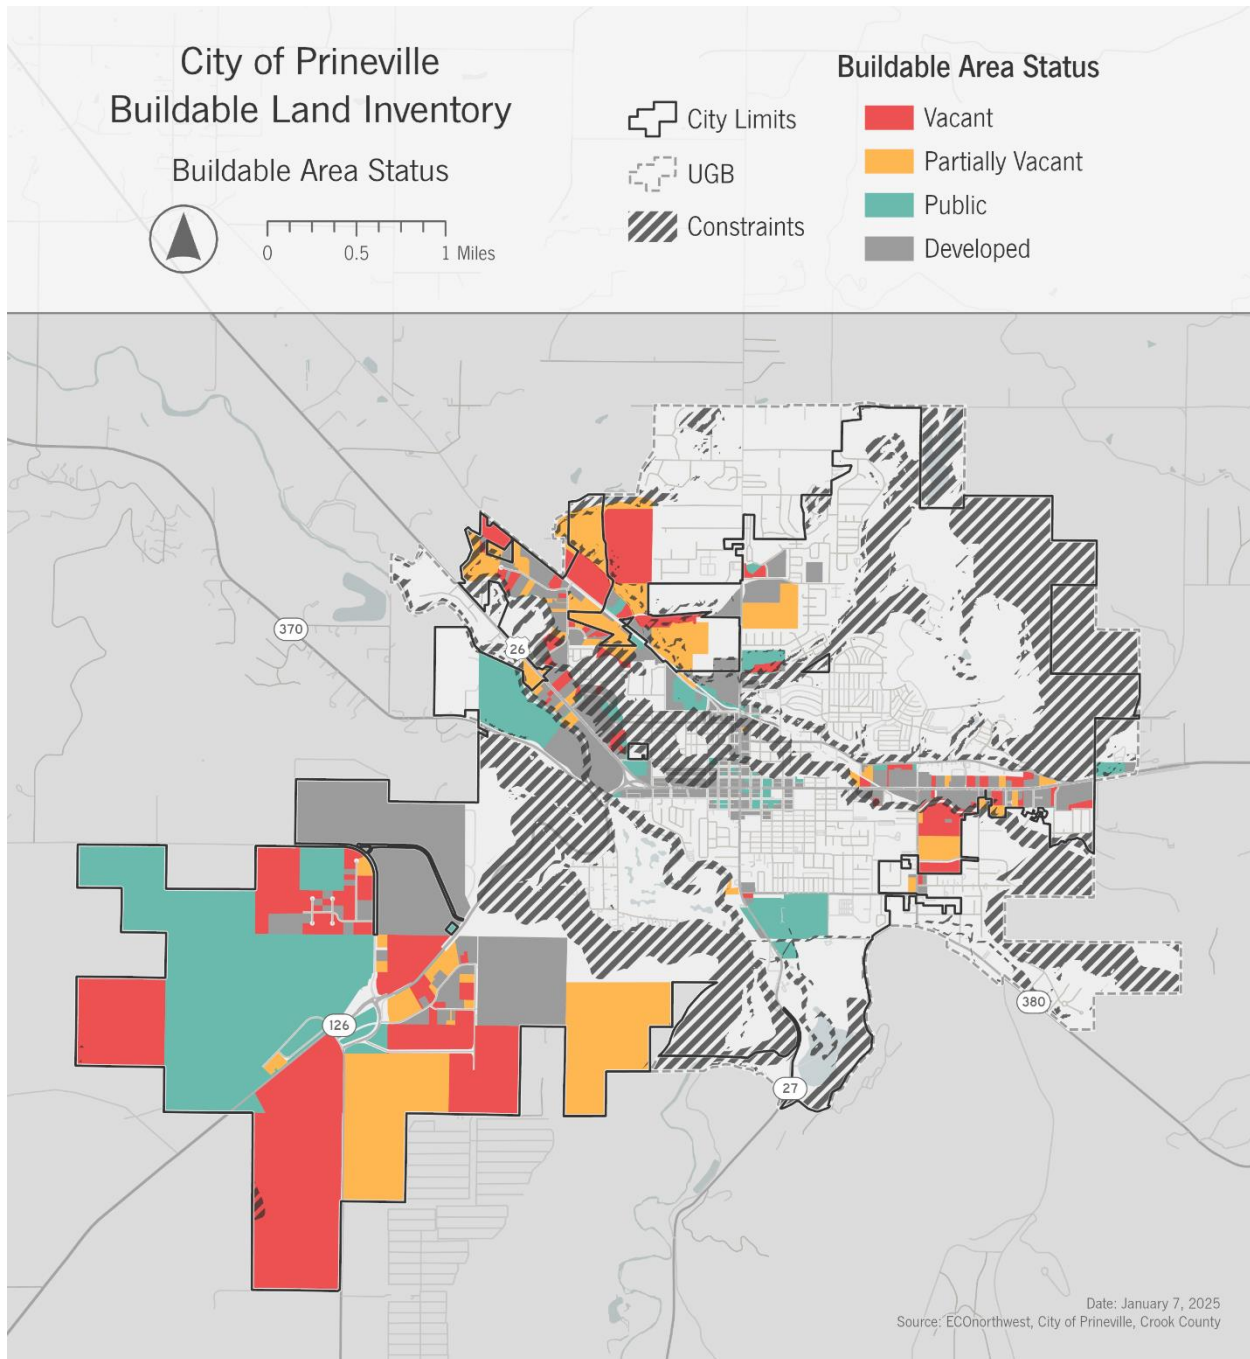 City of Prineville
Buildable Land Inventory
Buildable Area Status
0 0.5 1 Miles
City Limits
UGB
Constraints
Buildable Area Status
Vacant
Partially Vacant
Public
Developed
370
26
126
380
27
Date: January 7, 2025
Source: ECOnorthwest, City of Prineville, Crook County